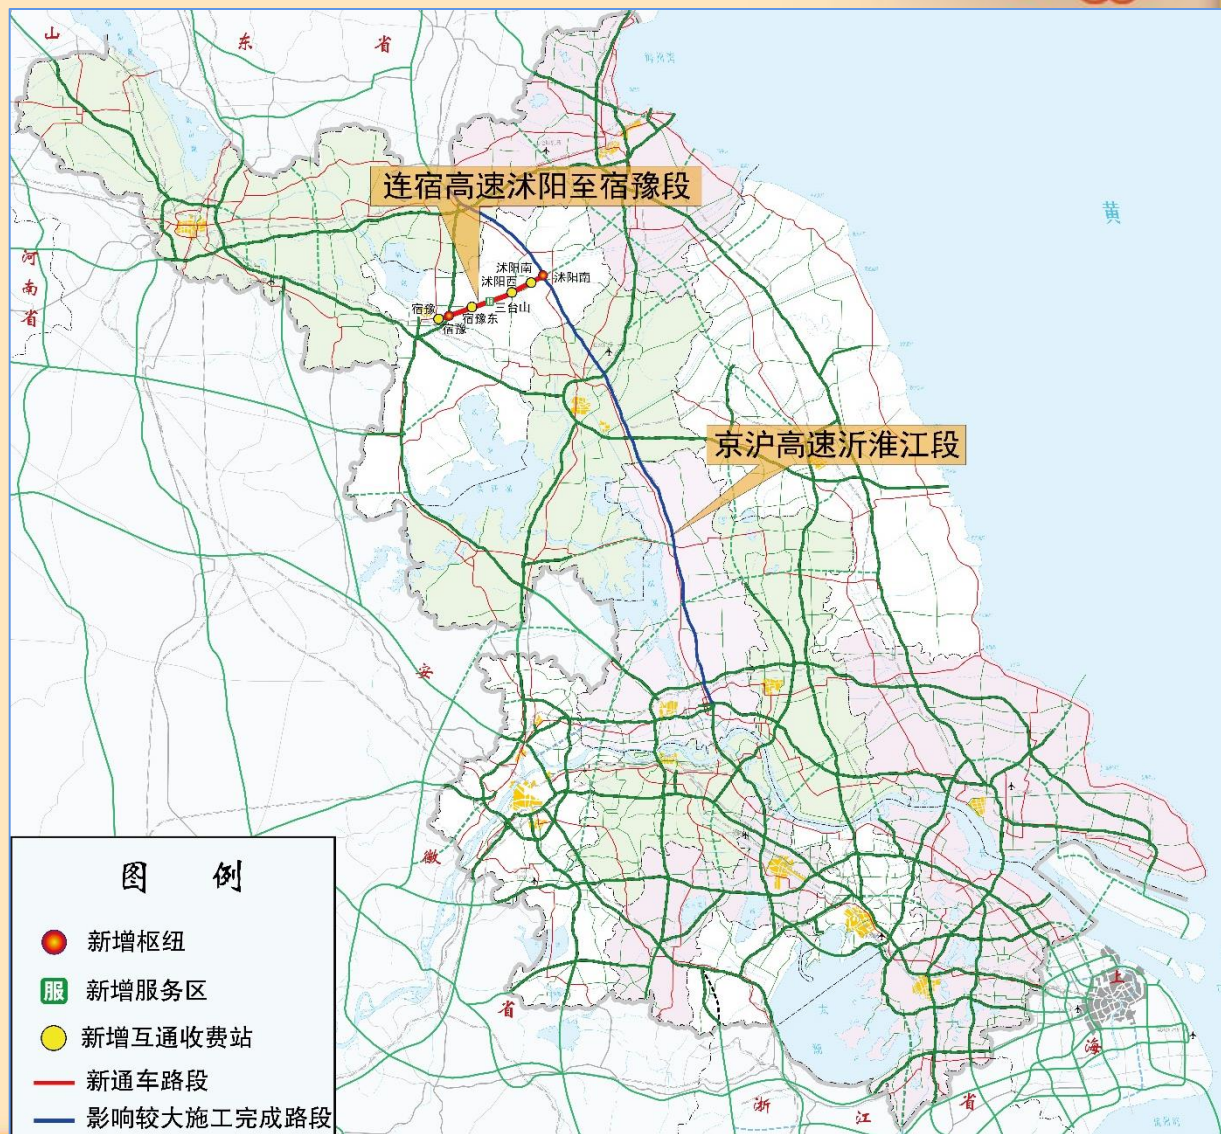 山 东 省
黄
连宿高速沭阳至宿豫段
河南省
沭阳南
沭阳南
沭阳西
三台山
宿豫东
宿豫
宿豫
京沪高速沂淮江段
安
徽
省
上
海
太
湖
浙 江 省
图 例
新增枢纽
服 新增服务区
新增互通收费站
新通车路段
影响较大施工完成路段